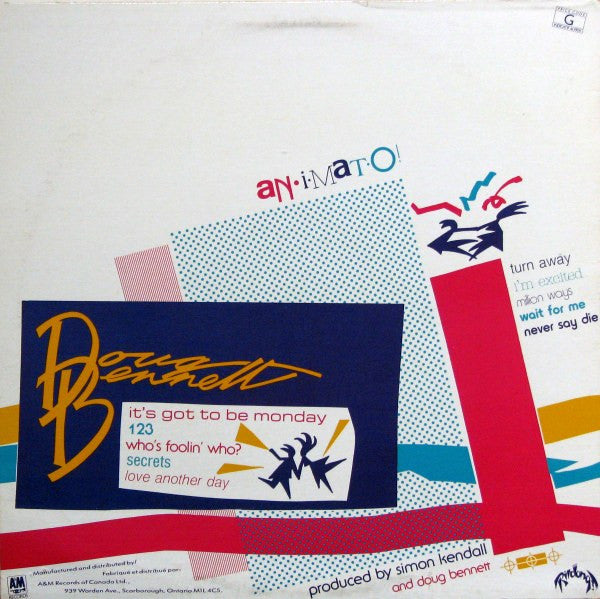 G
an·i·mat·o!
turn away
i'm excited
million ways
wait for me
never say die
Doug
Bennett
it's got to be monday
123
who's foolin' who?
secrets
love another day
produced by simon kendall
and doug bennett
AM
RECORDS
Manufactured and distributed by/
Fabriqué et distribué par:
A&M Records of Canada Ltd.,
939 Warden Ave., Scarborough, Ontario M1L 4C5.